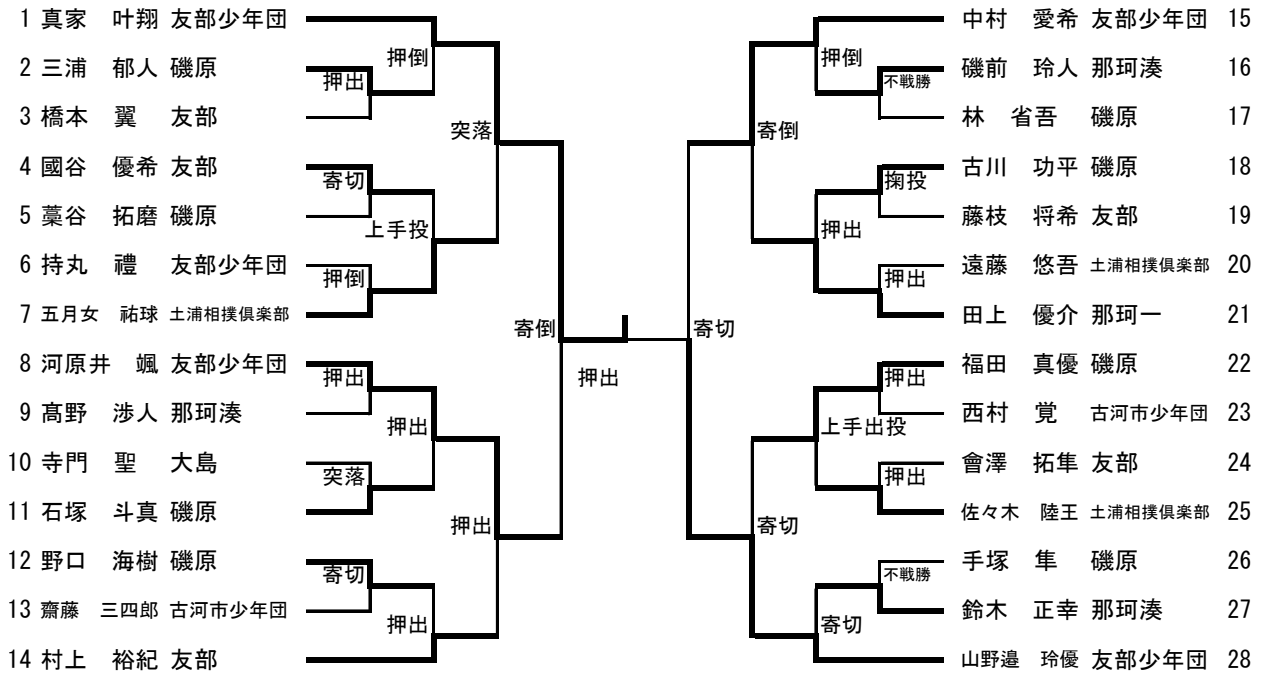 1 真家　叶翔 友部少年団
2 三浦　郁人 磯原
3 橋本　翼 友部
4 國谷　優希 友部
5 藁谷　拓磨 磯原
6 持丸　禮 友部少年団
7 五月女　祐球 土浦相撲倶楽部
8 河原井　颯 友部少年団
9 髙野　渉人 那珂湊
10 寺門　聖 大島
11 石塚　斗真 磯原
12 野口　海樹 磯原
13 齋藤　三四郎 古河市少年団
14 村上　裕紀 友部
押出
寄切
押倒
押出
突落
寄切
押倒
上手投
押出
押出
突落
押出
寄倒
押出
寄切
寄倒
寄切
押倒
押出
上手出投
寄切
不戦勝
掬投
押出
押出
押出
不戦勝
中村　愛希 友部少年団 15
磯前　玲人 那珂湊 16
林　省吾 磯原 17
古川　功平 磯原 18
藤枝　将希 友部 19
遠藤　悠吾 土浦相撲倶楽部 20
田上　優介 那珂一 21
福田　真優 磯原 22
西村　覚 古河市少年団 23
會澤　拓隼 友部 24
佐々木　陸王 土浦相撲倶楽部 25
手塚　隼 磯原 26
鈴木　正幸 那珂湊 27
山野邉　玲優 友部少年団 28